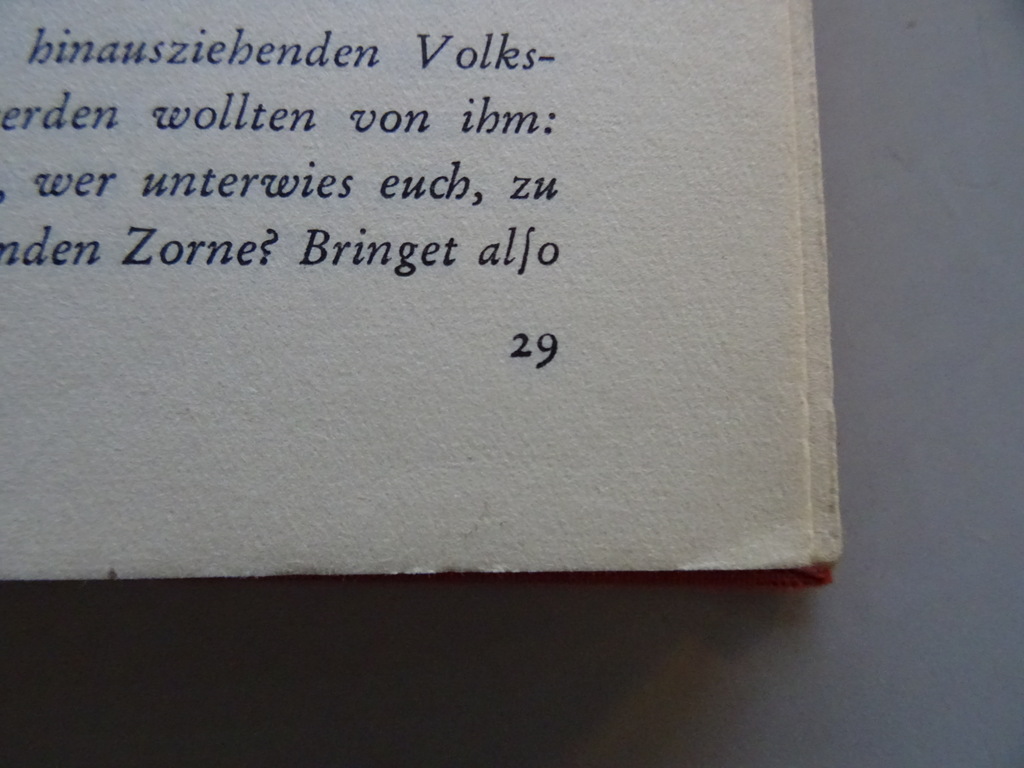 hinausziehenden Volks-
erden wollten von ihm:
, wer unterwies euch, zu
nden Zorne? Bringet alſo
29